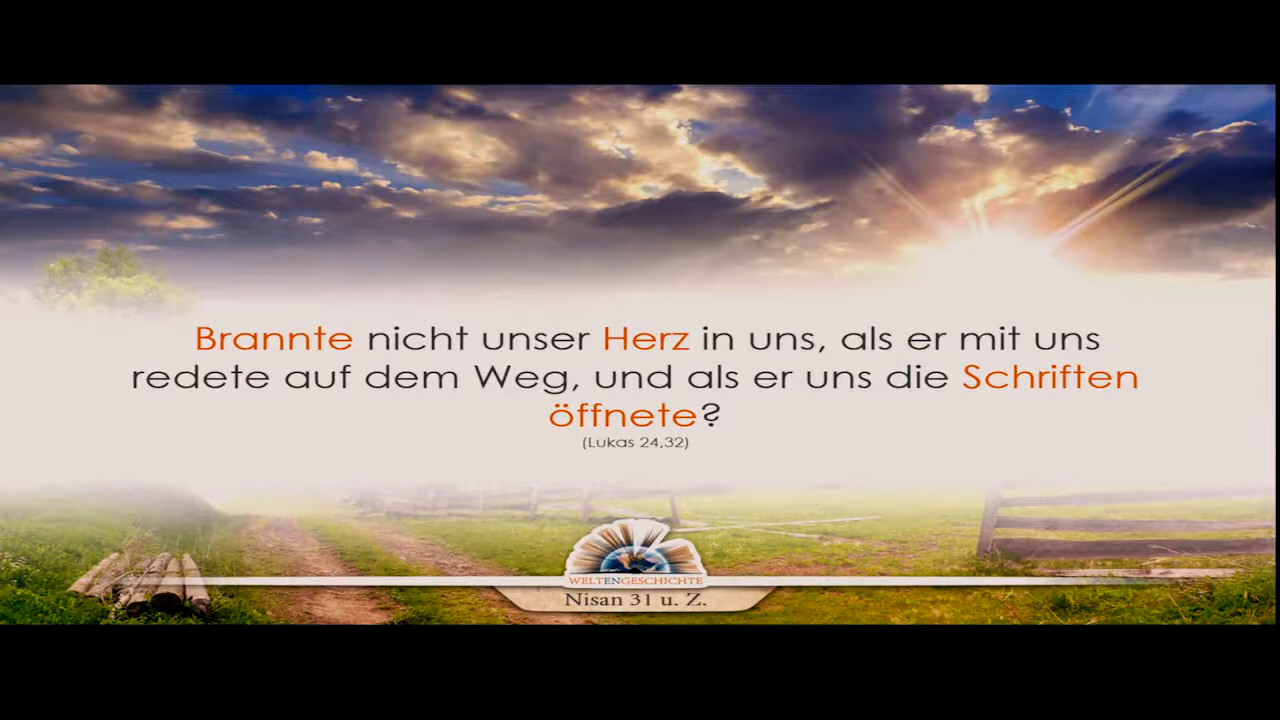 Brannte nicht unser Herz in uns, als er mit uns
redete auf dem Weg, und als er uns die Schriften
öffnete?
(Lukas 24,32)
WELTENGESCHICHTE
Nisan 31 u. Z.